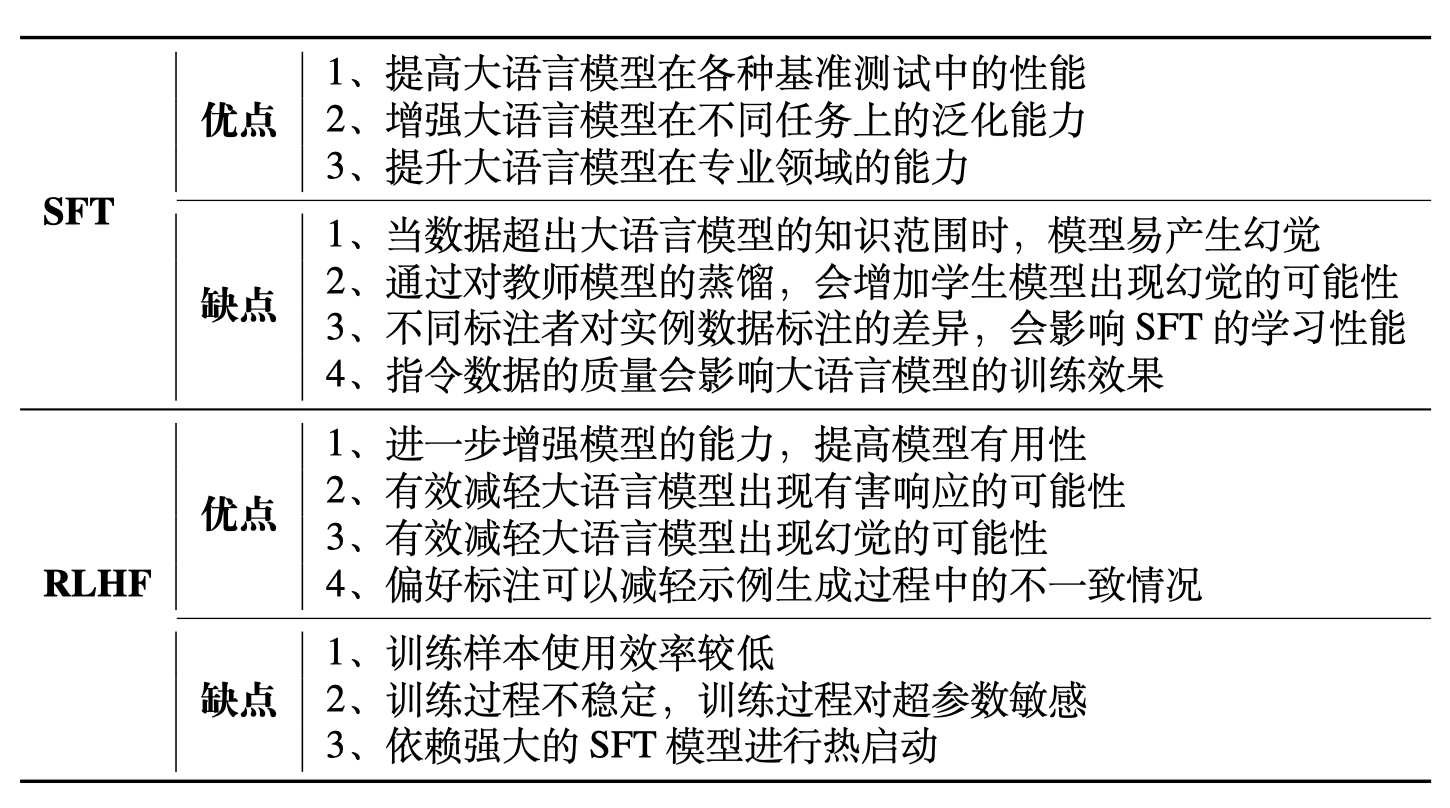 SFT
优点
1、提高大语言模型在各种基准测试中的性能
2、增强大语言模型在不同任务上的泛化能力
3、提升大语言模型在专业领域的能力
缺点
1、当数据超出大语言模型的知识范围时，模型易产生幻觉
2、通过对教师模型的蒸馏，会增加学生模型出现幻觉的可能性
3、不同标注者对实例数据标注的差异，会影响 SFT 的学习性能
4、指令数据的质量会影响大语言模型的训练效果
RLHF
优点
1、进一步增强模型的能力，提高模型有用性
2、有效减轻大语言模型出现有害响应的可能性
3、有效减轻大语言模型出现幻觉的可能性
4、偏好标注可以减轻示例生成过程中的不一致情况
缺点
1、训练样本使用效率较低
2、训练过程不稳定，训练过程对超参数敏感
3、依赖强大的 SFT 模型进行热启动